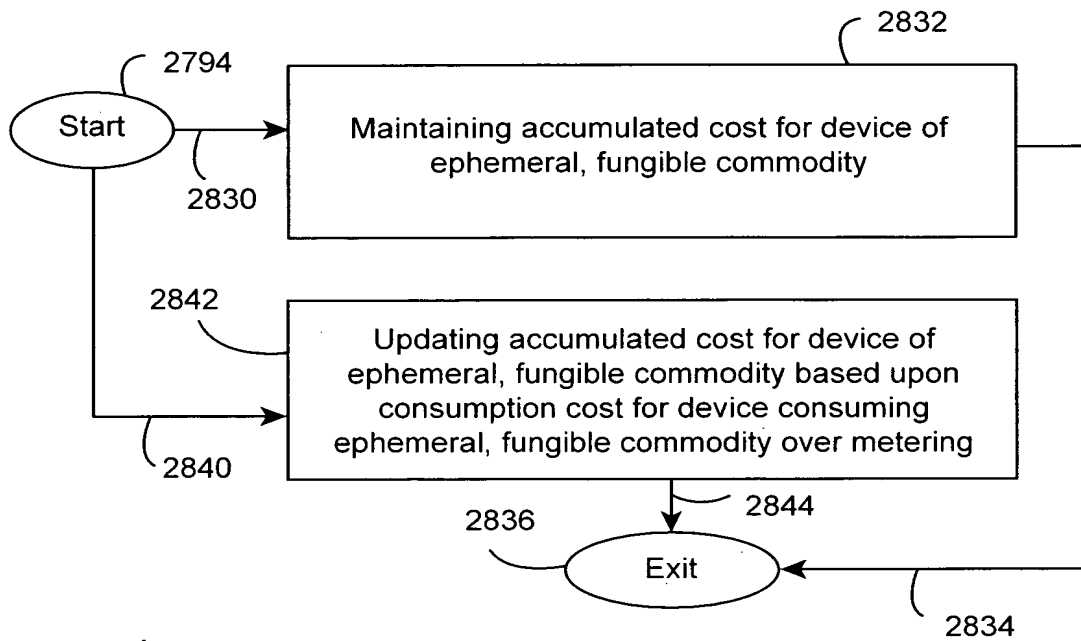 2794
2832
Start
Maintaining accumulated cost for device of
ephemeral, fungible commodity
2830
2842
Updating accumulated cost for device of
ephemeral, fungible commodity based upon
consumption cost for device consuming
ephemeral, fungible commodity over metering
2840
2844
2836
Exit
2834